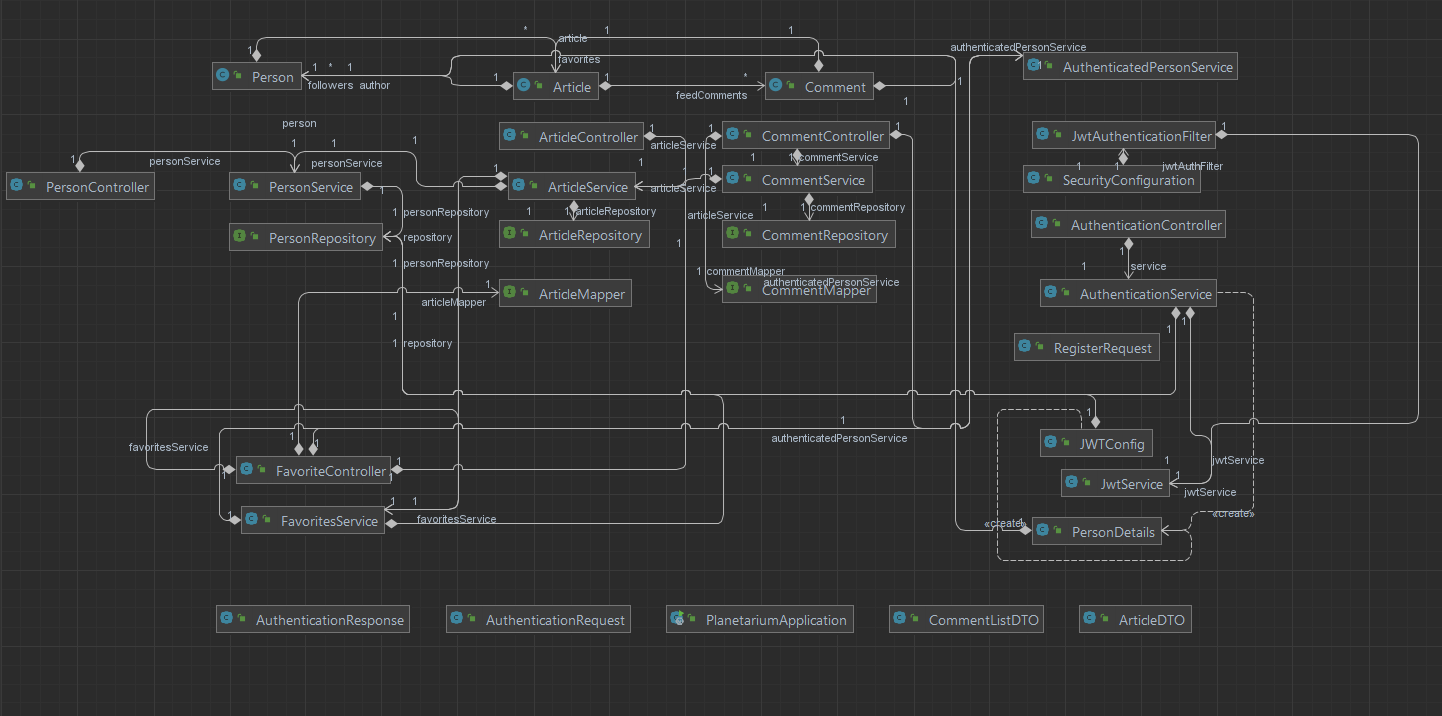 * article 1 1
authenticatedPersonService
1 Person 1 * 1 followers author
favorites
1 Article 1
feedComments * Comment 1
1 AuthenticatedPersonService
person
ArticleController 1
articleService
1 CommentController 1
JwtAuthenticationFilter 1
personService 1 personService 1
1 commentService
1 1 jwtAuthFilter
1 PersonController
PersonService 1
1 ArticleService
articleService
1 CommentService
SecurityConfiguration
1 personRepository
1 1 articleRepository
articleService
1 1 commentRepository
PersonRepository
repository
ArticleRepository
CommentRepository
AuthenticationController
1 personRepository
1 commentMapper
1 service
articleMapper 1 ArticleMapper
authenticatedPersonService
CommentMapper
AuthenticationService
1 repository
RegisterRequest
1 authenticatedPersonService
favoritesService
1 JWTConfig
jwtService
FavoriteController 1
JwtService 1
jwtService
1 FavoritesService 1 1
favoritesService
«create» PersonDetails
«create»
AuthenticationResponse
AuthenticationRequest
PlanetariumApplication
CommentListDTO
ArticleDTO